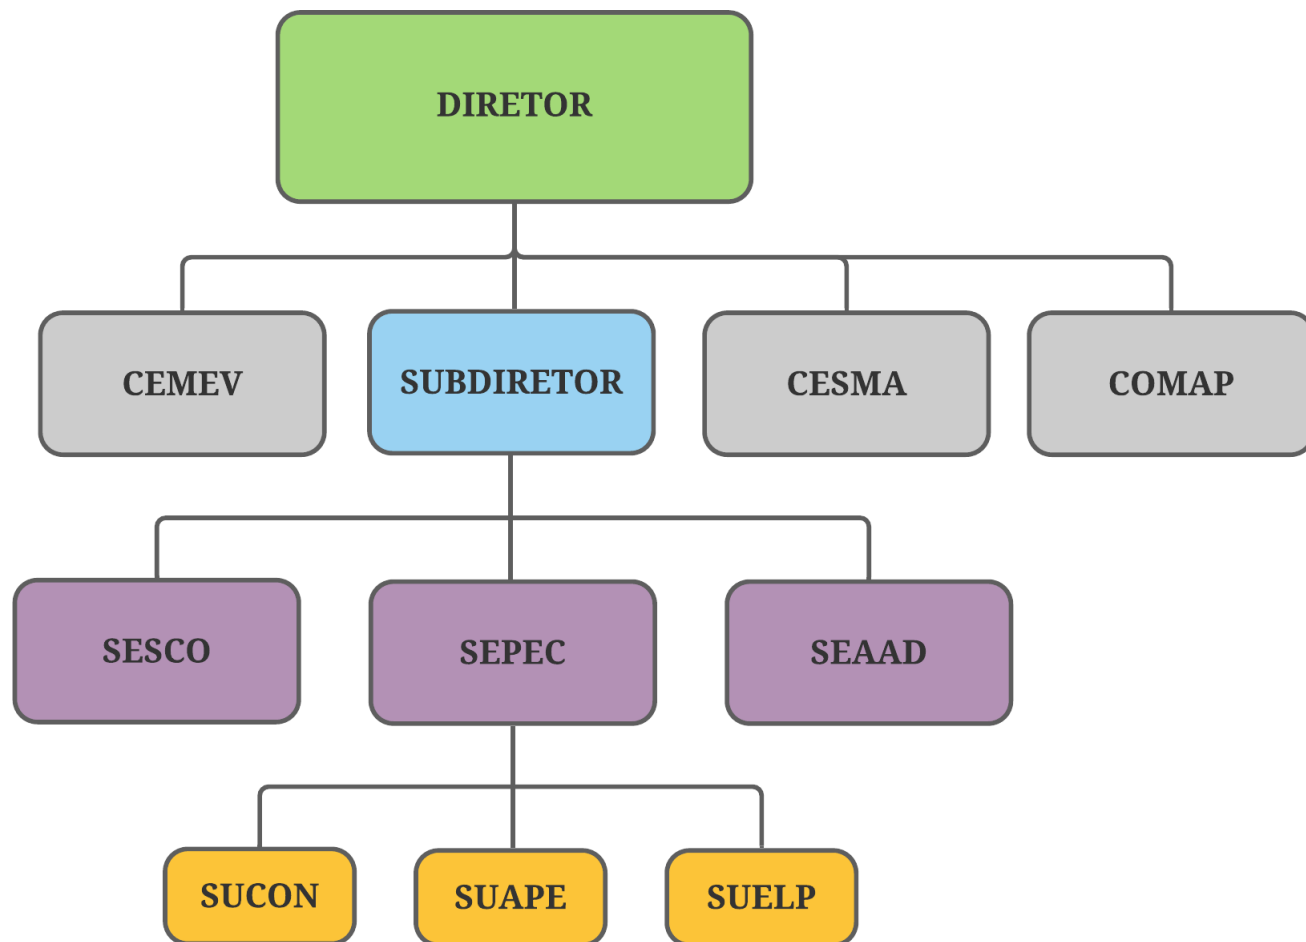 DIRETOR
CEMEV
SUBDIRETOR
CESMA
COMAP
SESCO
SEPEC
SEAAD
SUCON
SUAPE
SUELP